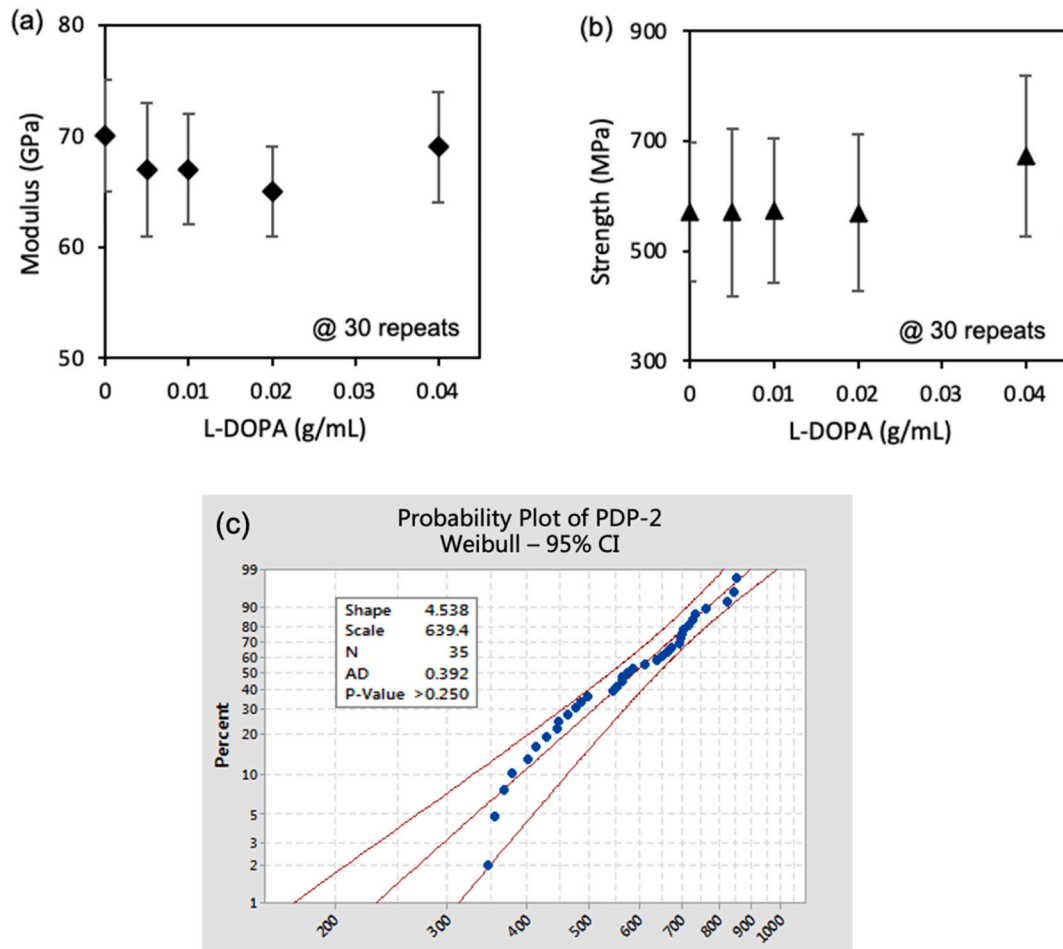 (a)
80
70
60
50
Modulus (GPa)
@ 30 repeats
0 0.01 0.02 0.03 0.04
L-DOPA (g/mL)
(b)
900
700
500
300
Strength (MPa)
@ 30 repeats
0 0.01 0.02 0.03 0.04
L-DOPA (g/mL)
(c)
Probability Plot of PDP-2
Weibull – 95% CI
Shape 4.538
Scale 639.4
N 35
AD 0.392
P-Value >0.250
99
90
80
70
60
50
40
30
20
10
5
3
2
1
Percent
200 300 400 500 600 700 800 900 1000